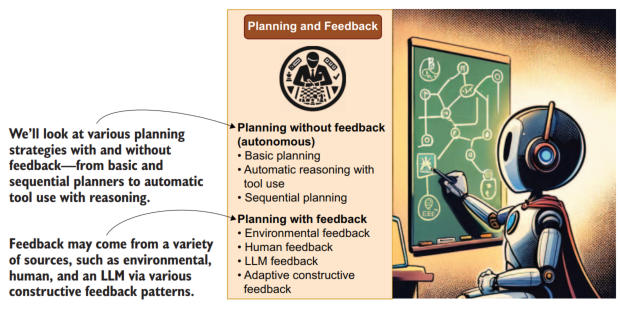 Planning and Feedback
We’ll look at various planning
strategies with and without
feedback—from basic and
sequential planners to automatic
tool use with reasoning.
Feedback may come from a variety
of sources, such as environmental,
human, and an LLM via various
constructive feedback patterns.
Planning without feedback
(autonomous)
• Basic planning
• Automatic reasoning with
tool use
• Sequential planning
Planning with feedback
• Environmental feedback
• Human feedback
• LLM feedback
• Adaptive constructive
feedback